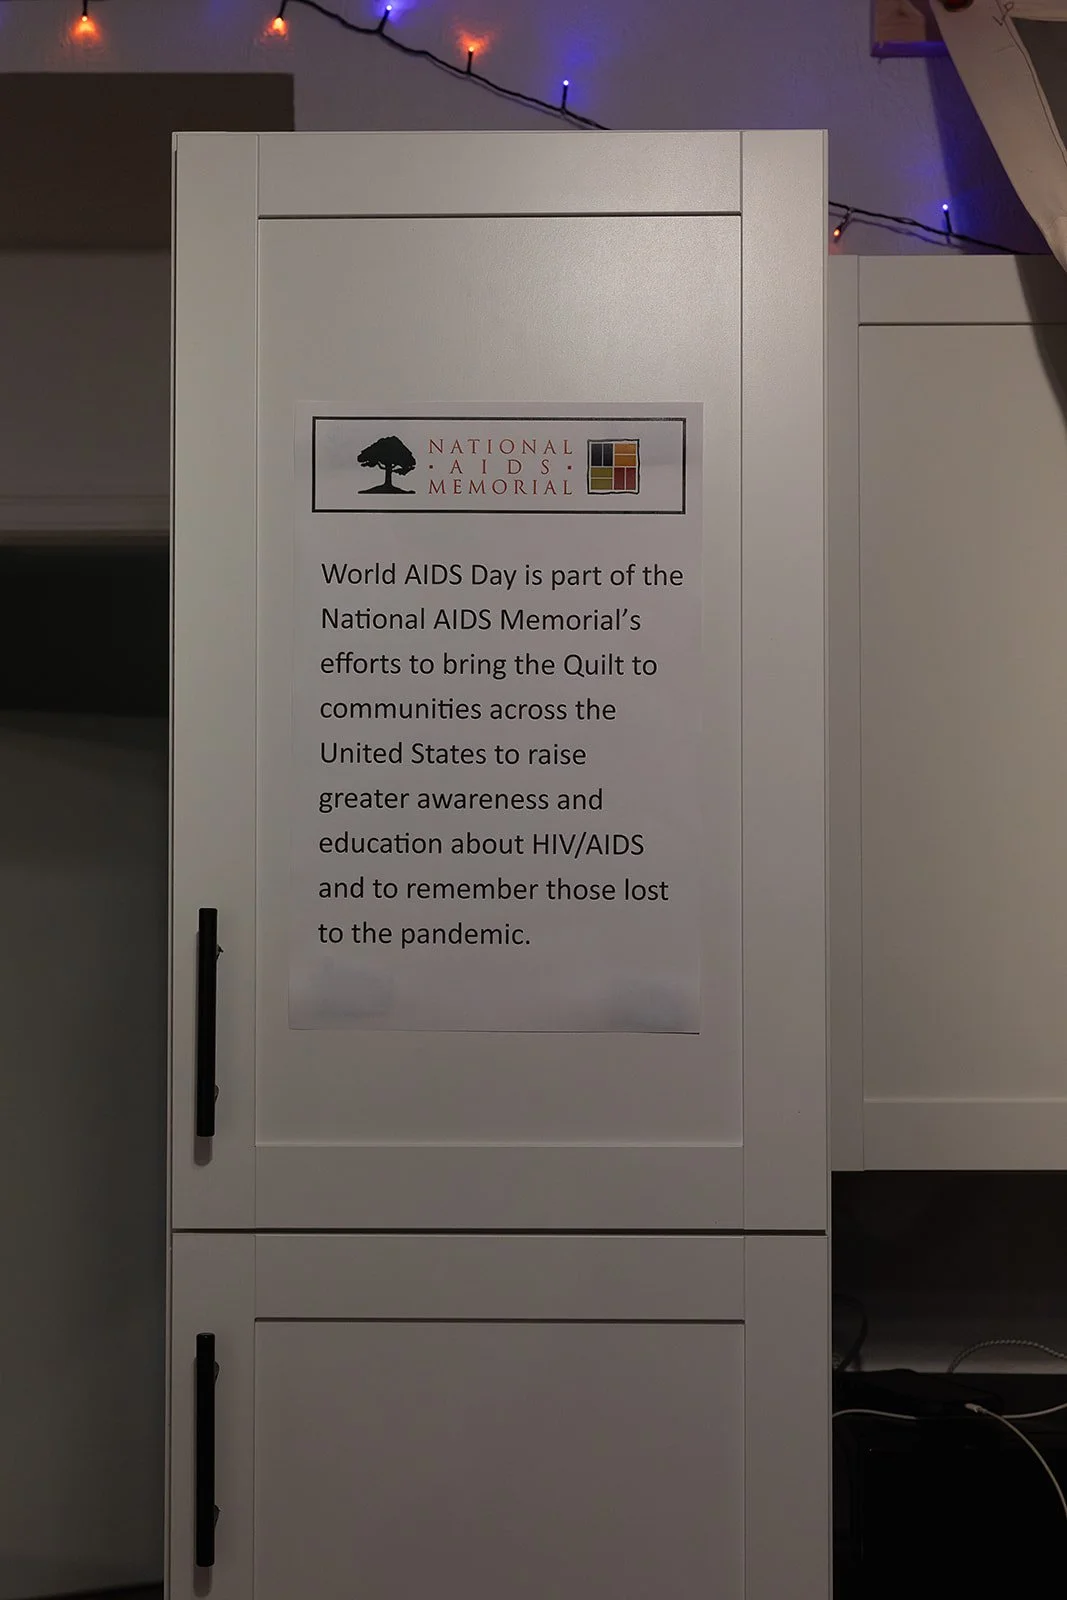 NATIONAL
· AIDS ·
MEMORIAL
World AIDS Day is part of the
National AIDS Memorial’s
efforts to bring the Quilt to
communities across the
United States to raise
greater awareness and
education about HIV/AIDS
and to remember those lost
to the pandemic.